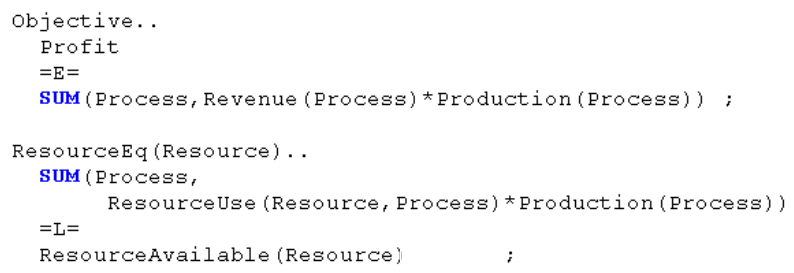 Objective..
Profit
=E=
SUM(Process,Revenue(Process)*Production(Process)) ;
ResourceEq(Resource)..
SUM(Process,
ResourceUse(Resource,Process)*Production(Process))
=L=
ResourceAvailable(Resource) ;